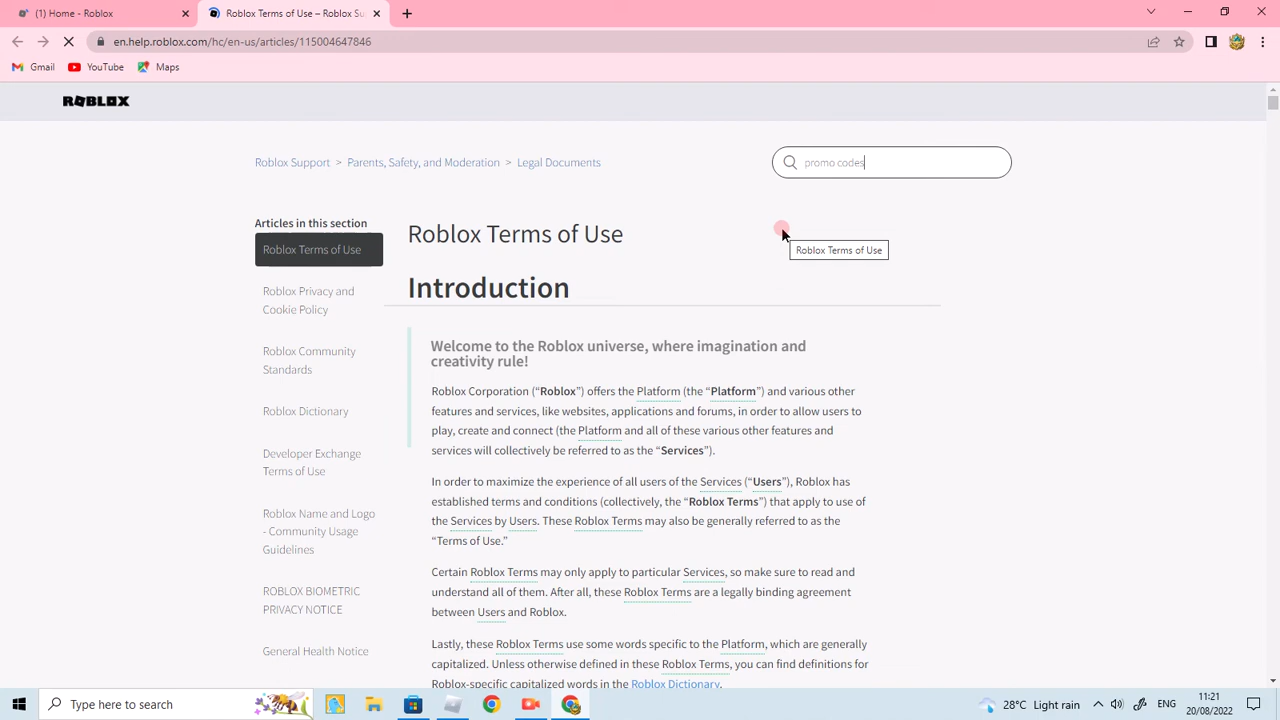 (1) Home - Roblox
Roblox Terms of Use – Roblox Su
en.help.roblox.com/hc/en-us/articles/115004647846
Gmail
YouTube
Maps
ROBLOX
Roblox Support > Parents, Safety, and Moderation > Legal Documents
promo codes
Articles in this section
Roblox Terms of Use
Roblox Privacy and
Cookie Policy
Roblox Community
Standards
Roblox Dictionary
Developer Exchange
Terms of Use
Roblox Name and Logo
- Community Usage
Guidelines
ROBLOX BIOMETRIC
PRIVACY NOTICE
General Health Notice
Roblox Terms of Use
Roblox Terms of Use
Introduction
Welcome to the Roblox universe, where imagination and
creativity rule!
Roblox Corporation (“Roblox”) offers the Platform (the “Platform”) and various other
features and services, like websites, applications and forums, in order to allow users to
play, create and connect (the Platform and all of these various other features and
services will collectively be referred to as the “Services”).
In order to maximize the experience of all users of the Services (“Users”), Roblox has
established terms and conditions (collectively, the “Roblox Terms”) that apply to use of
the Services by Users. These Roblox Terms may also be generally referred to as the
“Terms of Use.”
Certain Roblox Terms may only apply to particular Services, so make sure to read and
understand all of them. After all, these Roblox Terms are a legally binding agreement
between Users and Roblox.
Lastly, these Roblox Terms use some words specific to the Platform, which are generally
capitalized. Unless otherwise defined in these Roblox Terms, you can find definitions for
Roblox-specific capitalized words in the Roblox Dictionary.
Type here to search
28°C Light rain
11:21
20/08/2022